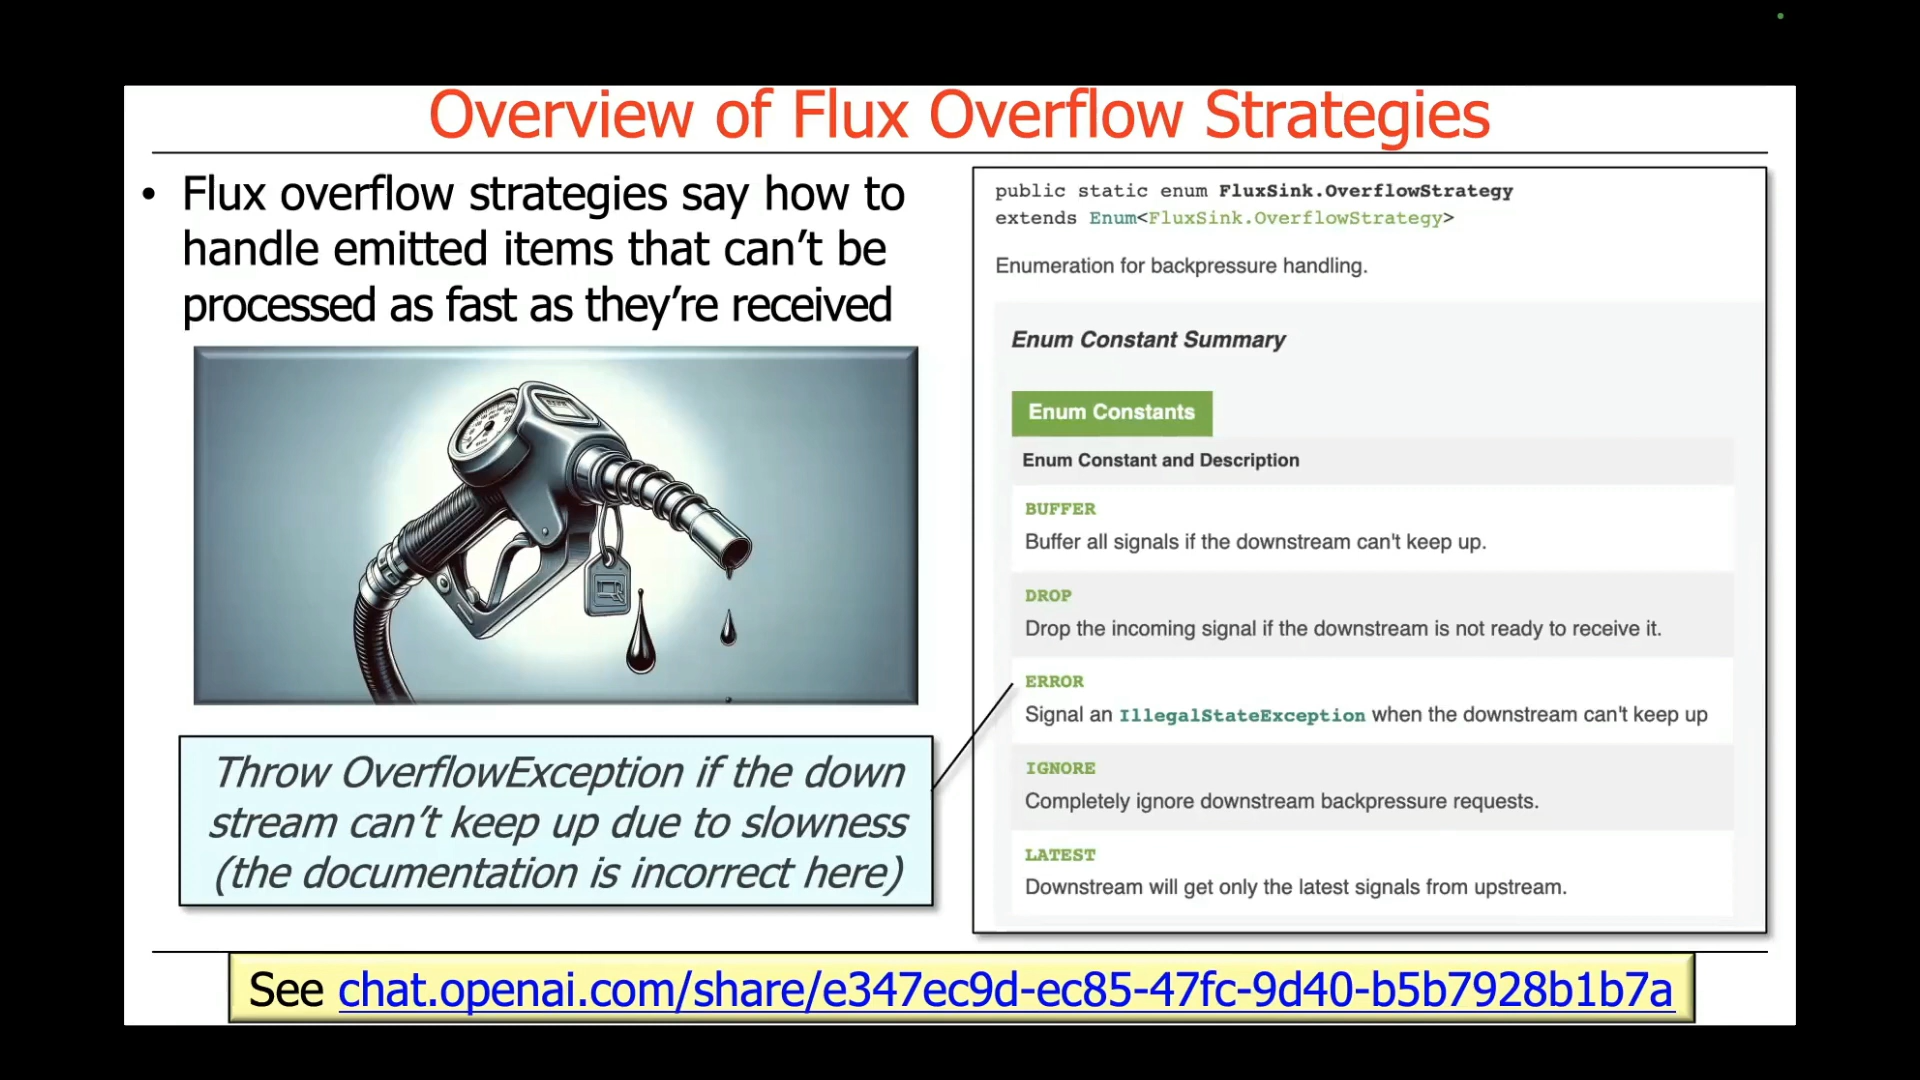 Overview of Flux Overflow Strategies
• Flux overflow strategies say how to
handle emitted items that can’t be
processed as fast as they’re received
Throw OverflowException if the down
stream can’t keep up due to slowness
(the documentation is incorrect here)
public static enum FluxSink.OverflowStrategy
extends Enum<FluxSink.OverflowStrategy>
Enumeration for backpressure handling.
Enum Constant Summary
Enum Constants
Enum Constant and Description
BUFFER
Buffer all signals if the downstream can't keep up.
DROP
Drop the incoming signal if the downstream is not ready to receive it.
ERROR
Signal an IllegalStateException when the downstream can't keep up
IGNORE
Completely ignore downstream backpressure requests.
LATEST
Downstream will get only the latest signals from upstream.
See chat.openai.com/share/e347ec9d-ec85-47fc-9d40-b5b7928b1b7a